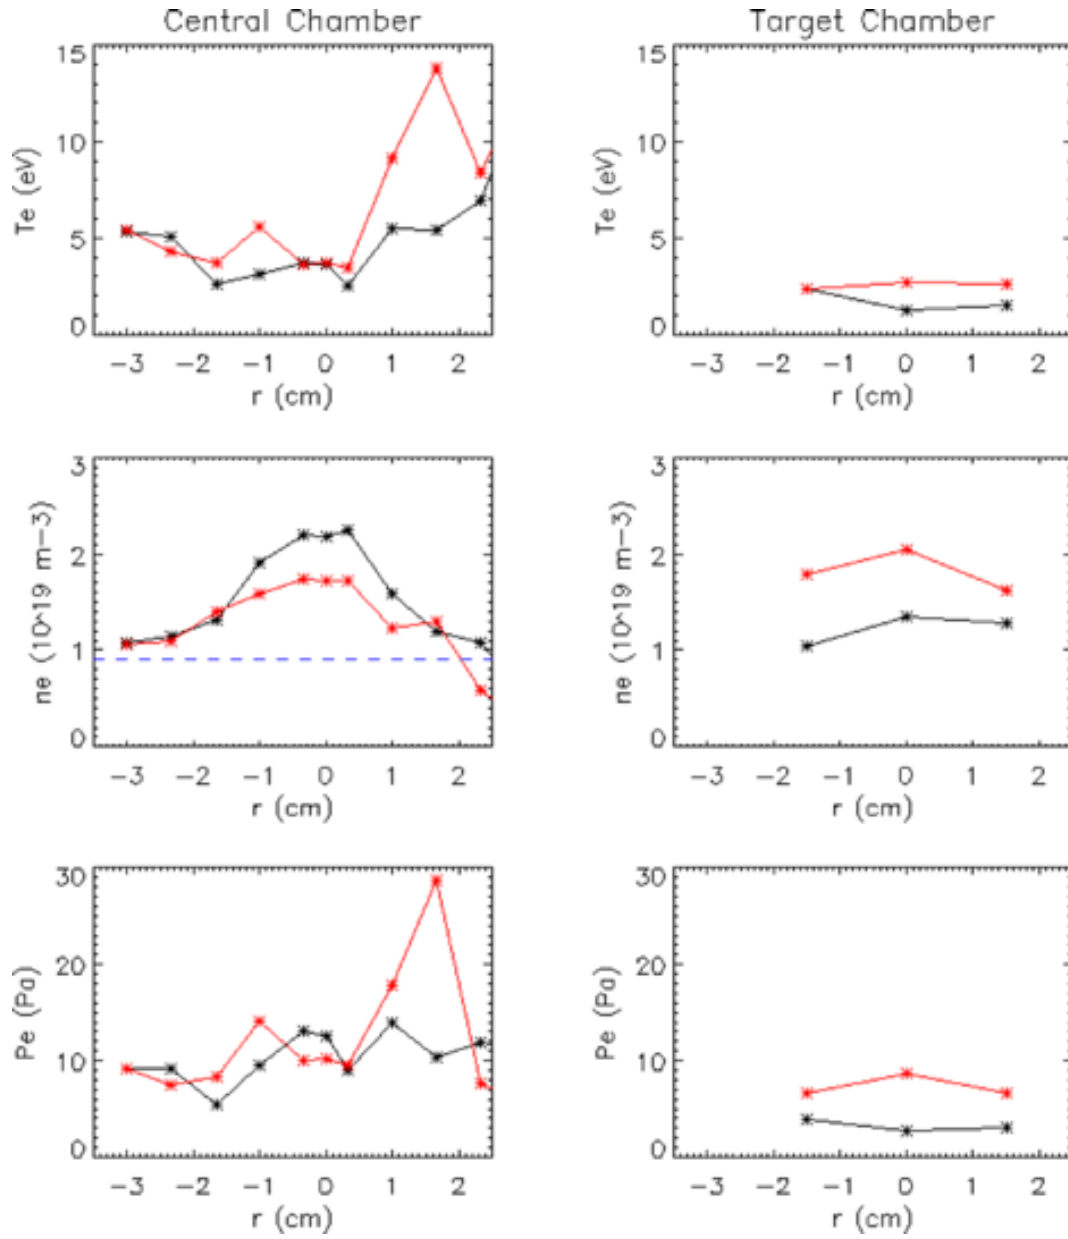 Central Chamber
Target Chamber
Te (eV)
15
10
5
0
-3 -2 -1 0 1 2
r (cm)
Te (eV)
15
10
5
0
-3 -2 -1 0 1 2
r (cm)
ne (10^19 m-3)
3
2
1
0
-3 -2 -1 0 1 2
r (cm)
ne (10^19 m-3)
3
2
1
0
-3 -2 -1 0 1 2
r (cm)
Pe (Pa)
30
20
10
0
-3 -2 -1 0 1 2
r (cm)
Pe (Pa)
30
20
10
0
-3 -2 -1 0 1 2
r (cm)